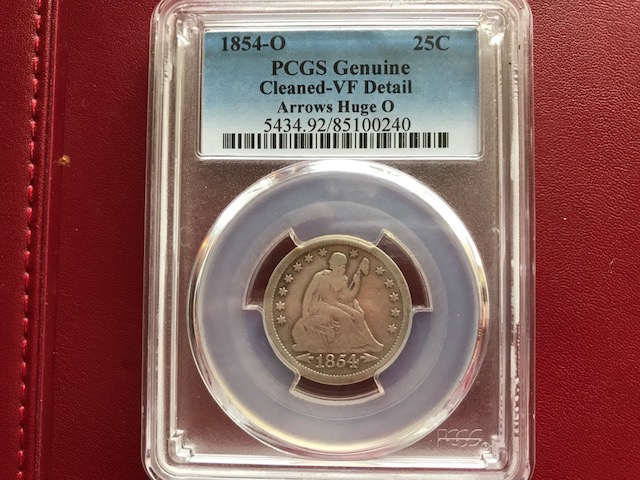 1854-O 25C
PCGS Genuine
Cleaned-VF Detail
Arrows Huge O
5434.92/85100240
1854
PCGS